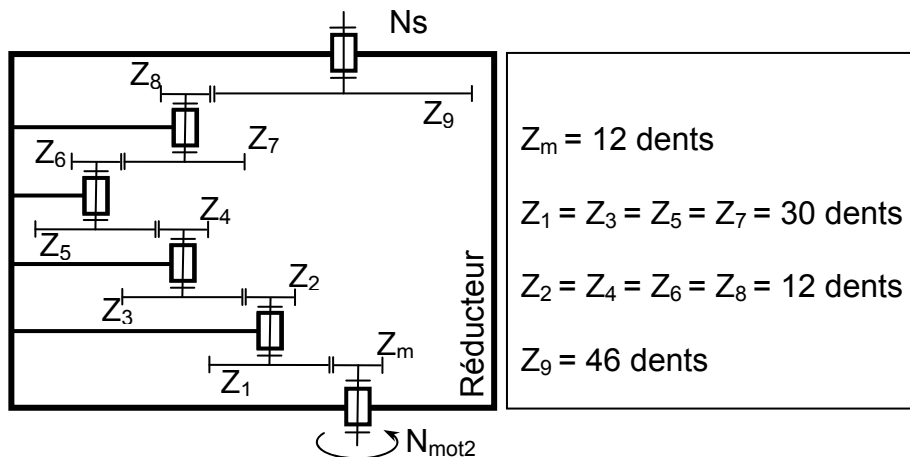 Ns
Z8
Z9
Z6
Z7
Z4
Z5
Z2
Z3
Zm
Z1
Réducteur
Nmot2
Zm = 12 dents
Z1 = Z3 = Z5 = Z7 = 30 dents
Z2 = Z4 = Z6 = Z8 = 12 dents
Z9 = 46 dents